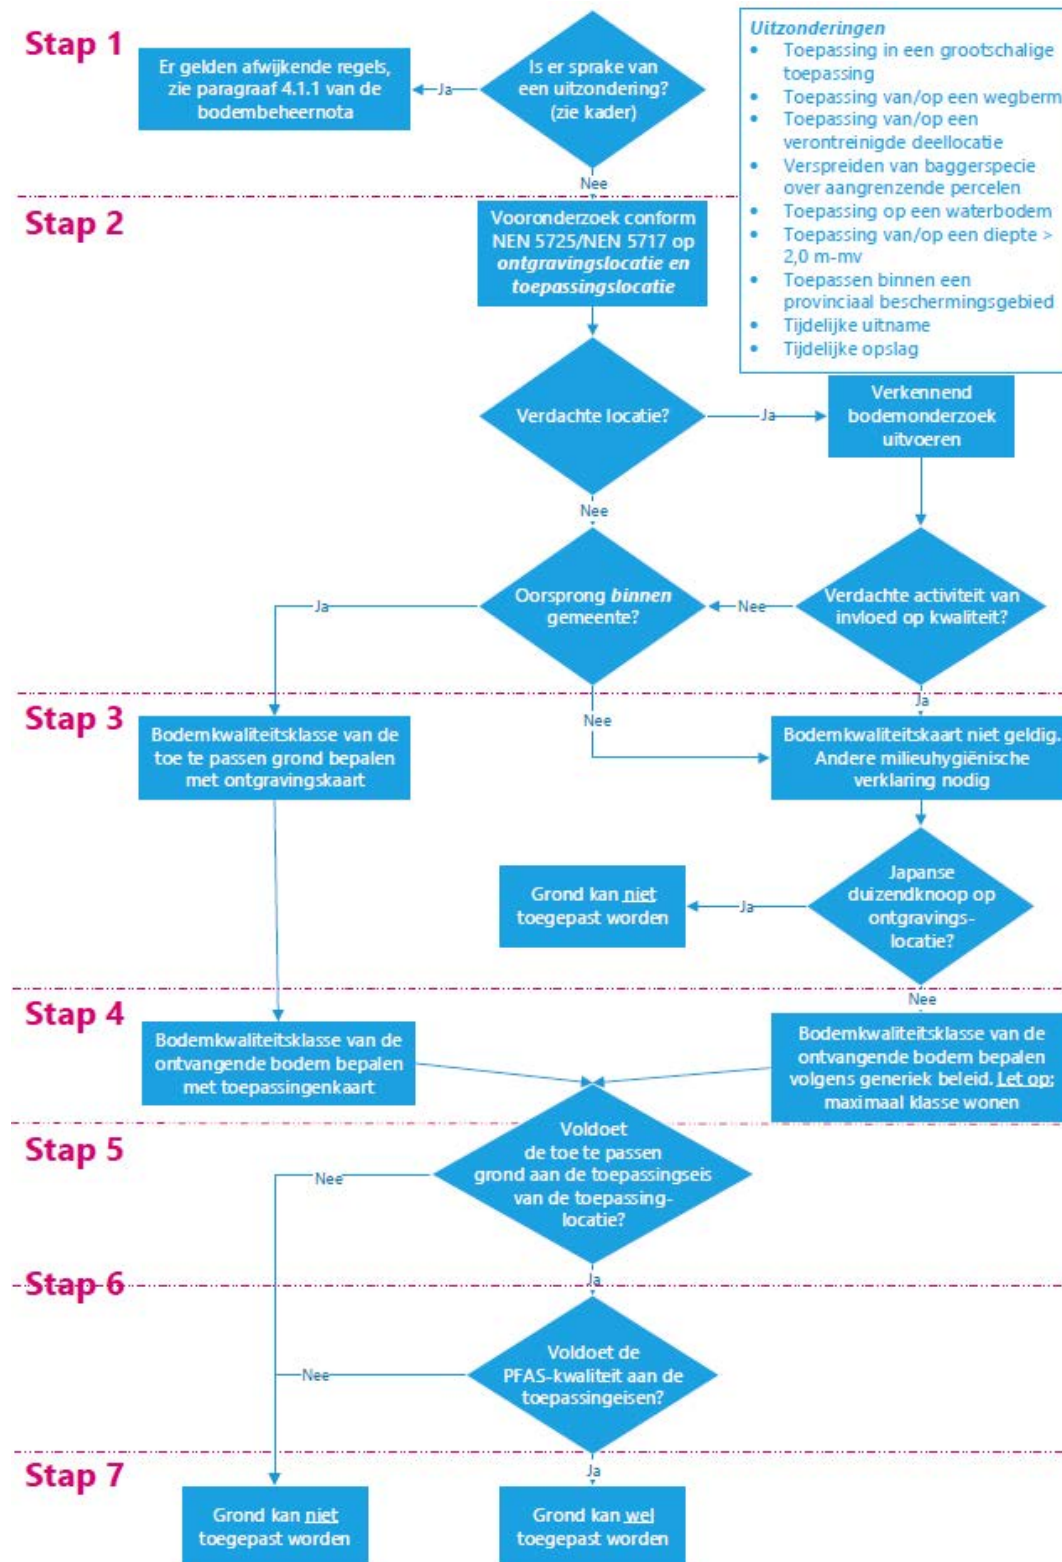 Stap 1
Er gelden afwijkende regels,
zie paragraaf 4.1.1 van de
bodembeheernota
Ja
Is er sprake van
een uitzondering?
(zie kader)
Nee
Uitzonderingen
• Toepassing in een grootschalige
toepassing
• Toepassing van/op een wegberm
• Toepassing van/op een
verontreinigde deellocatie
• Verspreiden van baggerspecie
over aangrenzende percelen
• Toepassing op een waterbodem
• Toepassing van/op een diepte >
2,0 m-mv
• Toepassen binnen een
provinciaal beschermingsgebied
• Tijdelijke uitname
• Tijdelijke opslag
Stap 2
Vooronderzoek conform
NEN 5725/NEN 5717 op
ontgravingslocatie en
toepassingslocatie
Verdachte locatie?
Ja
Verkennend
bodemonderzoek
uitvoeren
Nee
Ja
Oorsprong binnen
gemeente?
Nee
Verdachte activiteit van
invloed op kwaliteit?
Stap 3
Nee
Ja
Bodemkwaliteitsklasse van de
toe te passen grond bepalen
met ontgravingskaart
Bodemkwaliteitskaart niet geldig.
Andere milieuhygiënische
verklaring nodig
Grond kan niet
toegepast worden
Ja
Japanse
duizendknoop op
ontgravings-
locatie?
Nee
Stap 4
Bodemkwaliteitsklasse van de
ontvangende bodem bepalen
met toepassingenkaart
Bodemkwaliteitsklasse van de
ontvangende bodem bepalen
volgens generiek beleid. Let op:
maximaal klasse wonen
Stap 5
Nee
Voldoet
de toe te passen
grond aan de toepassingseis
van de toepassing-
locatie?
Ja
Stap 6
Nee
Voldoet de
PFAS-kwaliteit aan de
toepassingeisen?
Ja
Stap 7
Grond kan niet
toegepast worden
Grond kan wel
toegepast worden